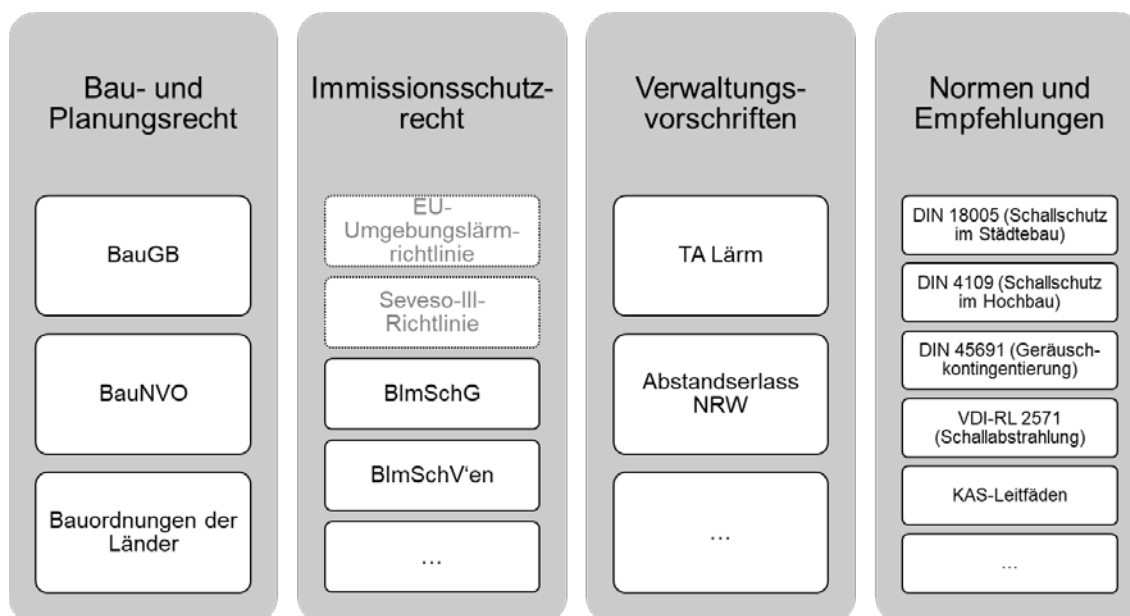 Bau- und
Planungsrecht
BauGB
BauNVO
Bauordnungen der
Länder
Immissionsschutz-
recht
EU-
Umgebungslärm-
richtlinie
Seveso-III-
Richtlinie
BImSchG
BImSchV‘en
...
Verwaltungs-
vorschriften
TA Lärm
Abstandserlass
NRW
...
Normen und
Empfehlungen
DIN 18005 (Schallschutz
im Städtebau)
DIN 4109 (Schallschutz
im Hochbau)
DIN 45691 (Geräusch-
kontingentierung)
VDI-RL 2571
(Schallabstrahlung)
KAS-Leitfäden
...